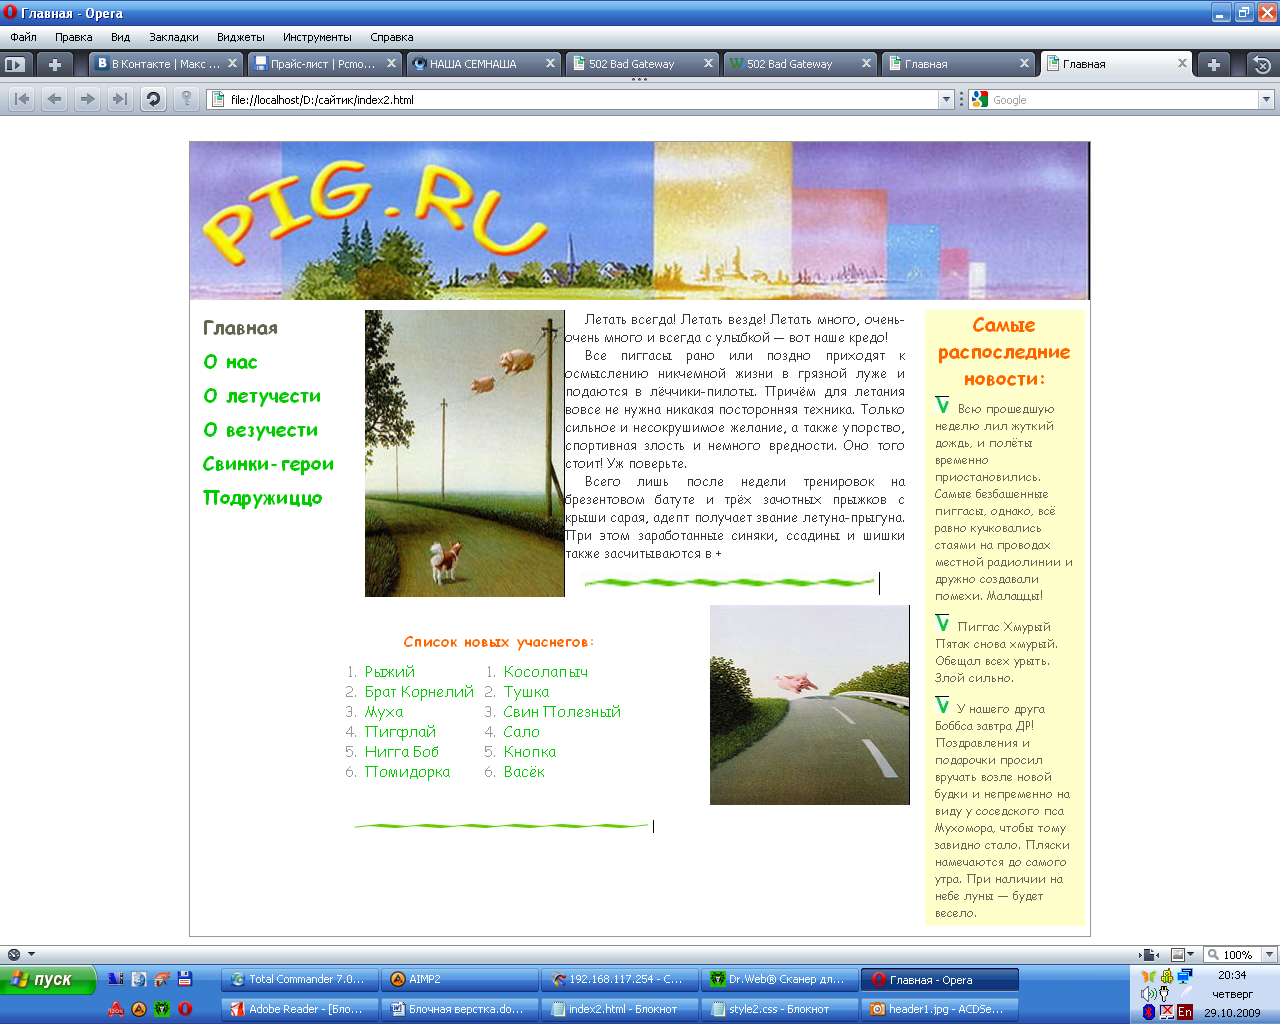 Главная - Opera
Файл Правка Вид Закладки Виджеты Инструменты Справка
В Контакте | Макс ... Прайс-лист | Pcmo... НАША СЕМНАША 502 Bad Gateway 502 Bad Gateway Главная Главная
file://localhost/D:/сайтик/index2.html Google
PIG.RU
Главная
О нас
О летучести
О везучести
Свинки-герои
Подружиццо
Летать всегда! Летать везде! Летать много, очень-
очень много и всегда с улыбкой — вот наше кредо!
Все пиггасы рано или поздно приходят к
осмыслению никчемной жизни в грязной луже и
подаются в лёччики-пилоты. Причём для летания
вовсе не нужна никакая посторонняя техника. Только
сильное и несокрушимое желание, а также упорство,
спортивная злость и немного вредности. Оно того
стоит! Уж поверьте.
Всего лишь после недели тренировок на
брезентовом батуте и трёх зачотных прыжков с
крыши сарая, адепт получает звание летуна-прыгуна.
При этом заработанные синяки, ссадины и шишки
также засчитываются в +
Список новых учаснегов:
1. Рыжий
2. Брат Корнелий
3. Муха
4. Пигфлай
5. Нигга Боб
6. Помидорка
1. Косолапыч
2. Тушка
3. Свин Полезный
4. Сало
5. Кнопка
6. Васёк
Самые
распоследние
новости:
V Всю прошедшую
неделю лил жуткий
дождь, и полёты
временно
приостановились.
Самые безбашенные
пиггасы, однако, всё
равно кучковались
стаями на проводах
местной радиолинии и
дружно создавали
помехи. Малаццы!
V Пиггас Хмурый
Пятак снова хмурый.
Обещал всех урыть.
Злой сильно.
V У нашего друга
Боббса завтра ДР!
Поздравления и
подарочки просил
вручать возле новой
будки и непременно на
виду у соседского пса
Мухомора, чтобы тому
завидно стало. Пляски
намечаются до самого
утра. При наличии на
небе луны — будет
весело.
100%
пуск
Total Commander 7.0... AIMP2 192.168.117.254 - С... Dr.Web® Сканер дл... Главная - Opera
Adobe Reader - [Бло... Блочная верстка.do... index2.html - Блокнот style2.css - Блокнот header1.jpg - ACDSe...
20:34
четверг
En 29.10.2009